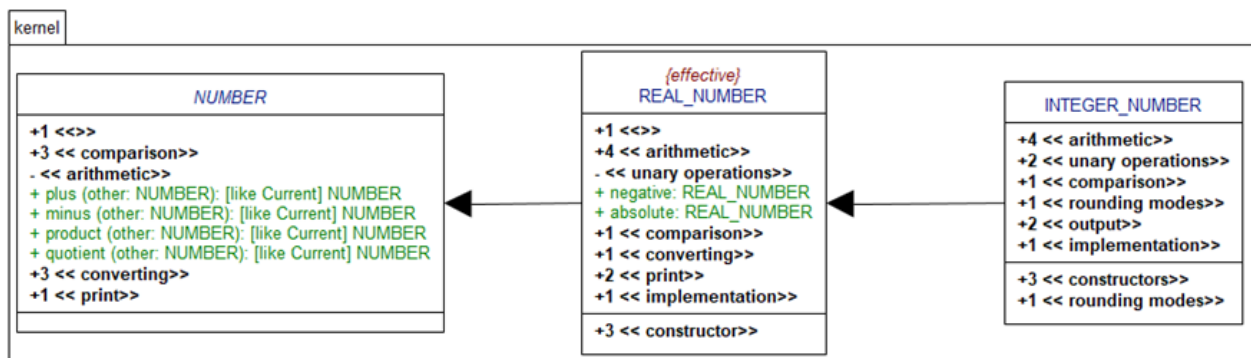 kernel
NUMBER
+1 <<>>
+3 << comparison>>
- << arithmetic>>
+ plus (other: NUMBER): [like Current] NUMBER
+ minus (other: NUMBER): [like Current] NUMBER
+ product (other: NUMBER): [like Current] NUMBER
+ quotient (other: NUMBER): [like Current] NUMBER
+3 << converting>>
+1 << print>>
{effective}
REAL_NUMBER
+1 <<>>
+4 << arithmetic>>
- << unary operations>>
+ negative: REAL_NUMBER
+ absolute: REAL_NUMBER
+1 << comparison>>
+1 << converting>>
+2 << print>>
+1 << implementation>>
+3 << constructor>>
INTEGER_NUMBER
+4 << arithmetic>>
+2 << unary operations>>
+1 << comparison>>
+1 << rounding modes>>
+2 << output>>
+1 << implementation>>
+3 << constructors>>
+1 << rounding modes>>